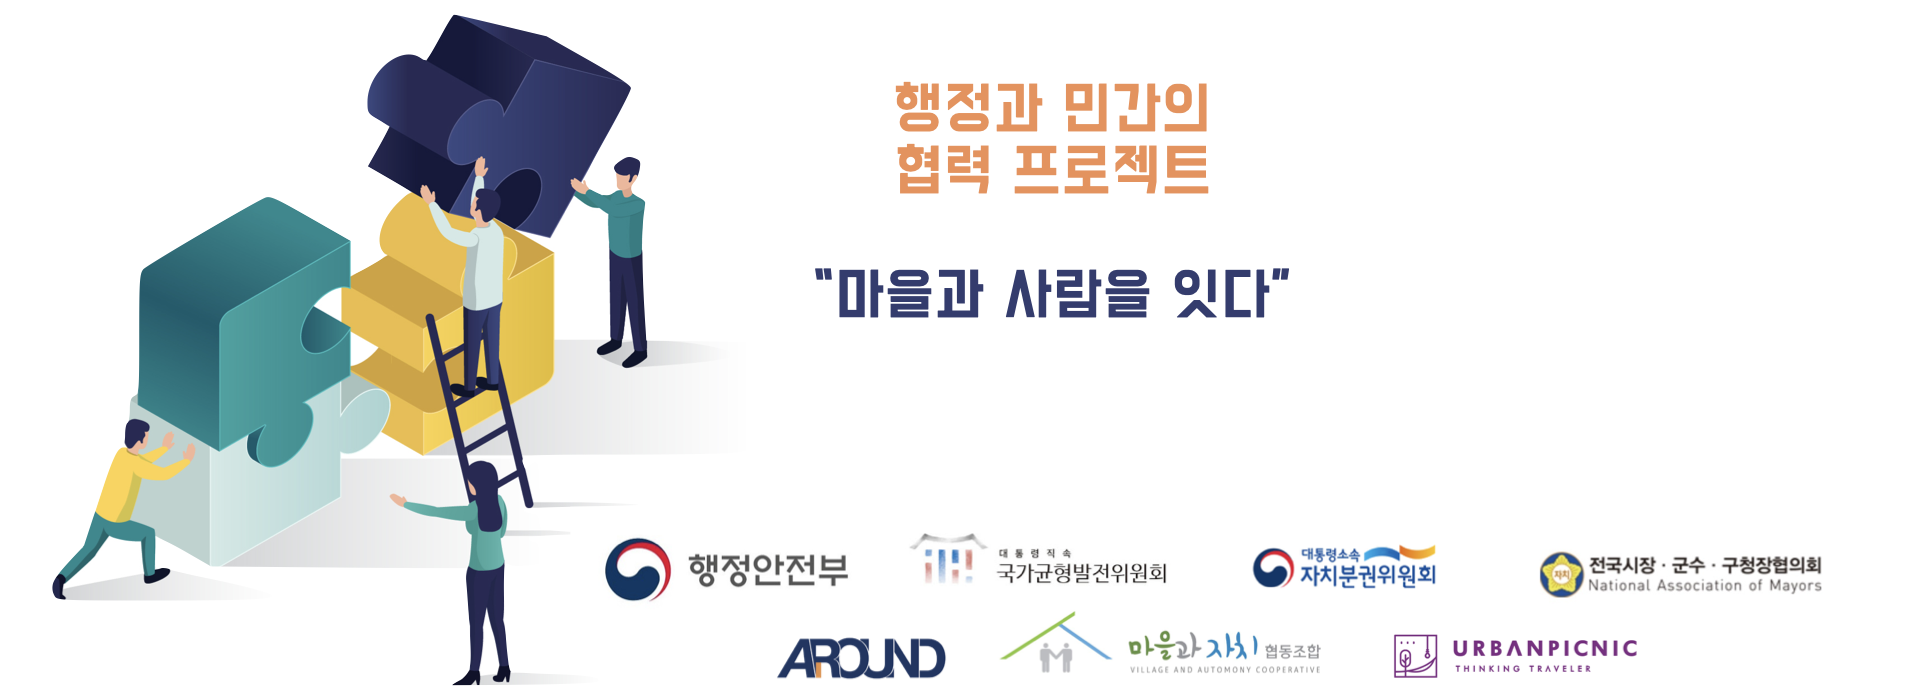 행정과 민간의
협력 프로젝트
“마을과 사람을 잇다”
행정안전부
대통령직속
국가균형발전위원회
대통령소속
자치분권위원회
자치
전국시장 · 군수 · 구청장협의회
National Association of Mayors
AROUND
마을과 자치 협동조합
VILLAGE AND AUTOMONY COOPERATIVE
URBANPICNIC
THINKING TRAVELER